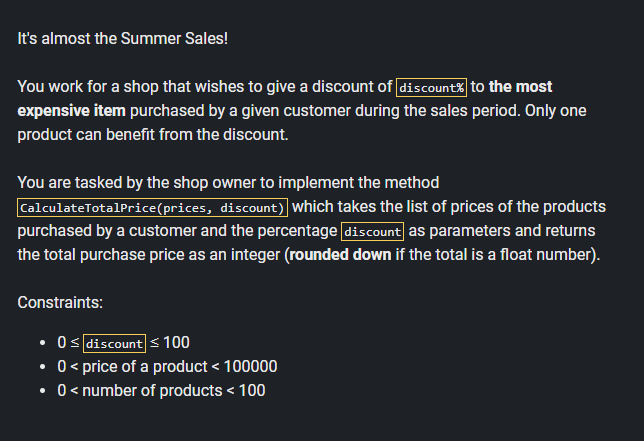 It's almost the Summer Sales!
You work for a shop that wishes to give a discount of discount% to the most
expensive item purchased by a given customer during the sales period. Only one
product can benefit from the discount.
You are tasked by the shop owner to implement the method
CalculateTotalPrice(prices, discount) which takes the list of prices of the products
purchased by a customer and the percentage discount as parameters and returns
the total purchase price as an integer (rounded down if the total is a float number).
Constraints:
• 0 ≤ discount ≤ 100
• 0 < price of a product < 100000
• 0 < number of products < 100